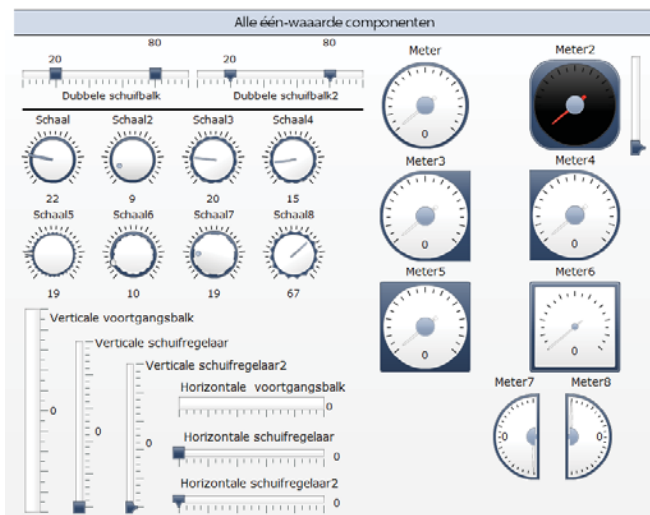 Alle één-waaarde componenten
20 80 20 80
Dubbele schuifbalk Dubbele schuifbalk2
Schaal Schaal2 Schaal3 Schaal4
22 9 20 15
Schaal5 Schaal6 Schaal7 Schaal8
19 10 19 67
Verticale voortgangsbalk
0
Verticale schuifregelaar
0
Verticale schuifregelaar2
0
Horizontale voortgangsbalk
0
Horizontale schuifregelaar
0
Horizontale schuifregelaar2
0
Meter Meter2
0
Meter3 Meter4
0 0
Meter5 Meter6
0 0
Meter7 Meter8
0 0